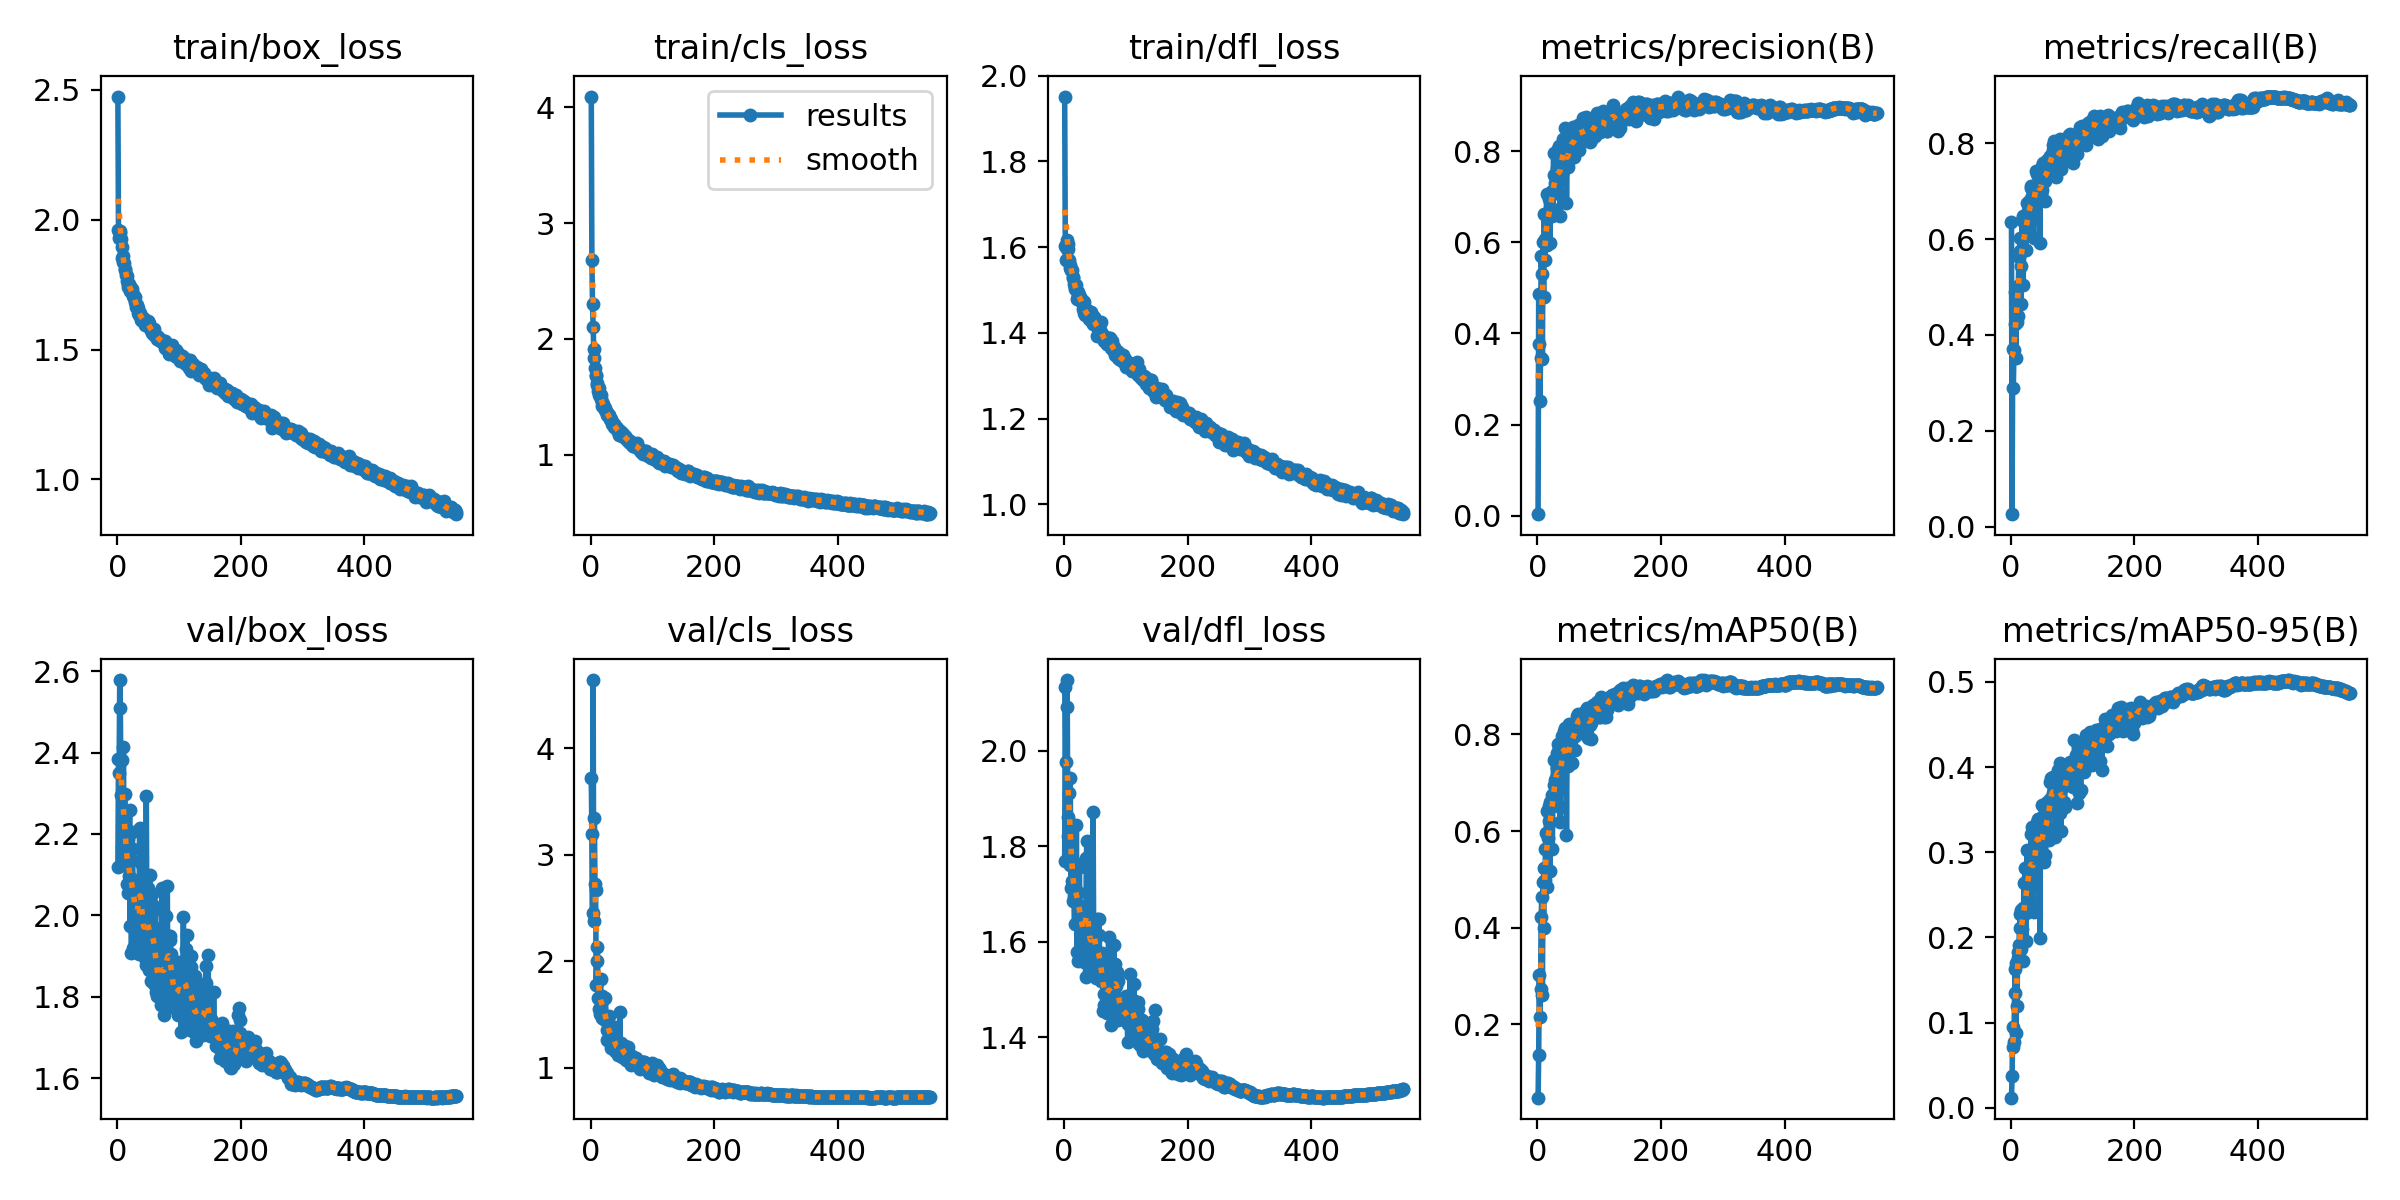 train/box_loss
2.5
2.0
1.5
1.0
0 200 400
train/cls_loss
results
smooth
4
3
2
1
0 200 400
train/dfl_loss
2.0
1.8
1.6
1.4
1.2
1.0
0 200 400
metrics/precision(B)
0.8
0.6
0.4
0.2
0.0
0 200 400
metrics/recall(B)
0.8
0.6
0.4
0.2
0.0
0 200 400
val/box_loss
2.6
2.4
2.2
2.0
1.8
1.6
0 200 400
val/cls_loss
4
3
2
1
0 200 400
val/dfl_loss
2.0
1.8
1.6
1.4
0 200 400
metrics/mAP50(B)
0.8
0.6
0.4
0.2
0 200 400
metrics/mAP50-95(B)
0.5
0.4
0.3
0.2
0.1
0.0
0 200 400